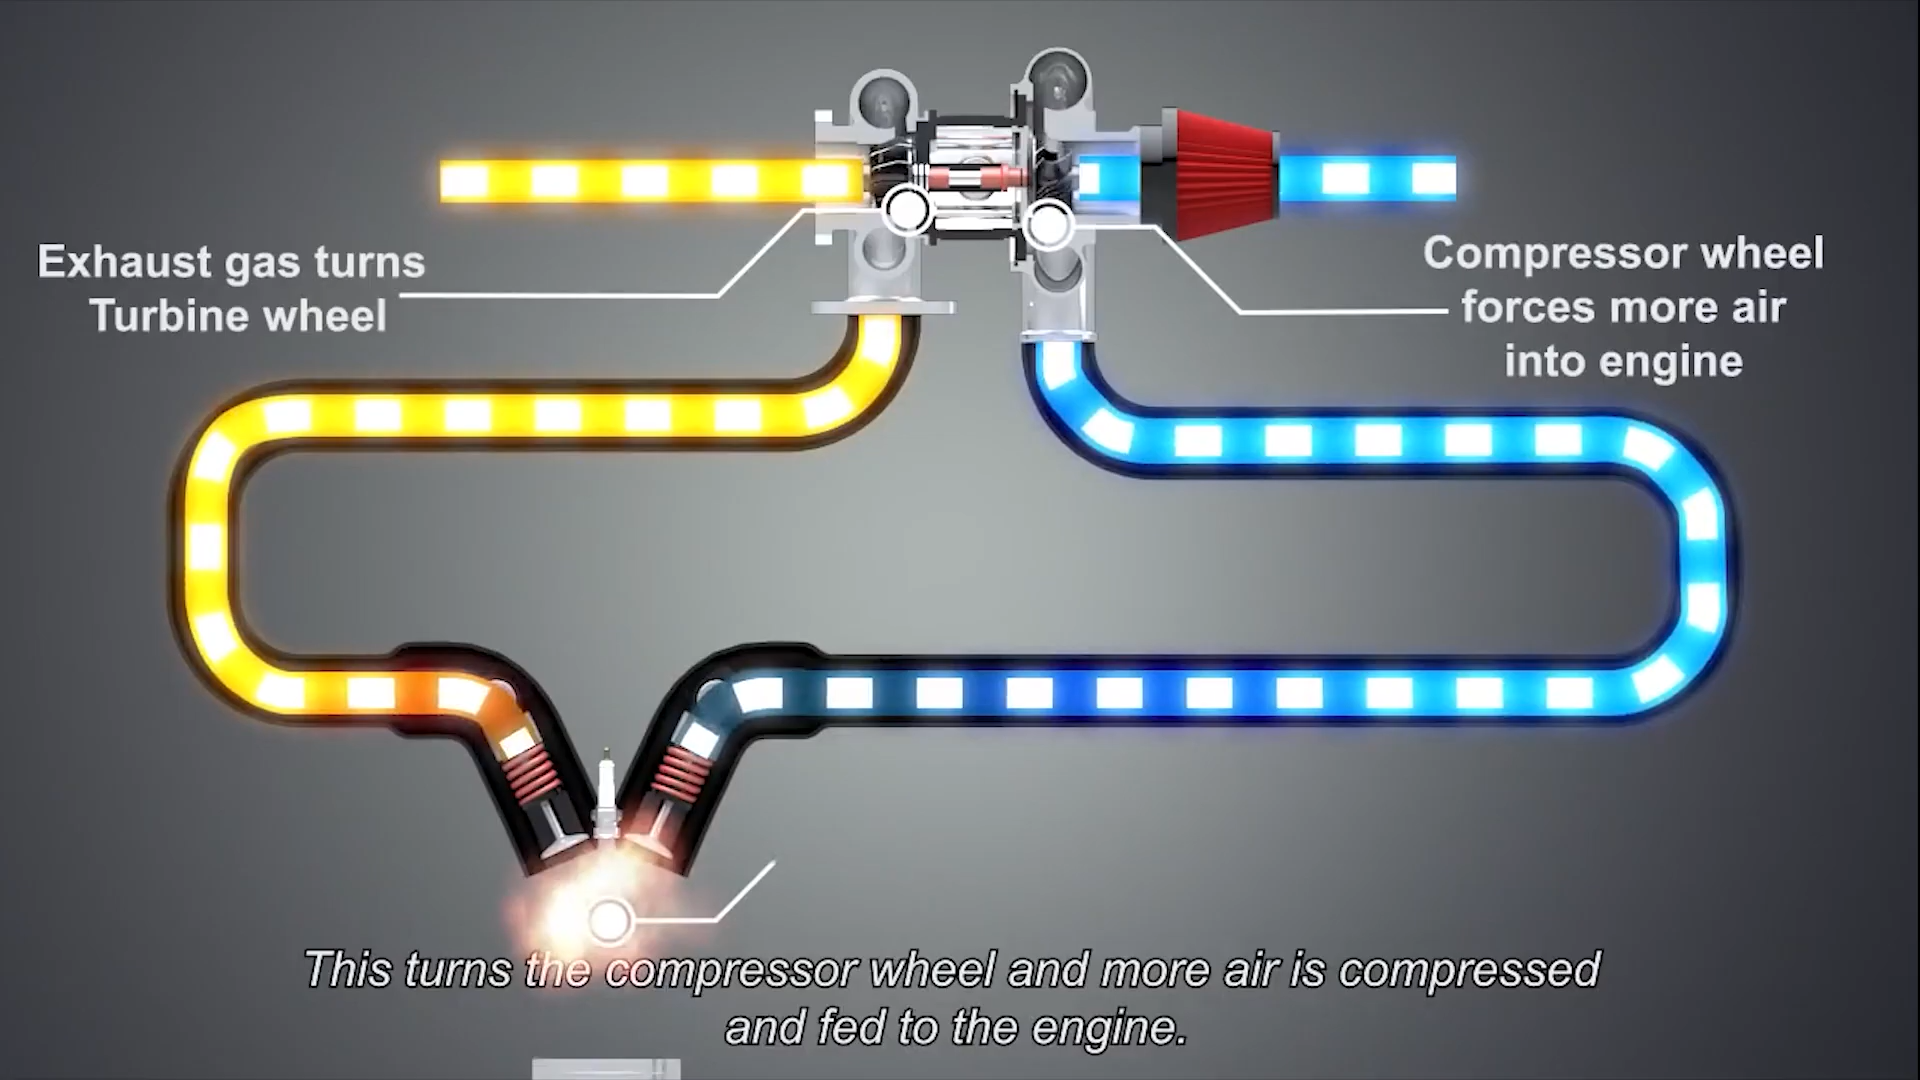 Exhaust gas turns
Turbine wheel
Compressor wheel
forces more air
into engine
This turns the compressor wheel and more air is compressed
and fed to the engine.